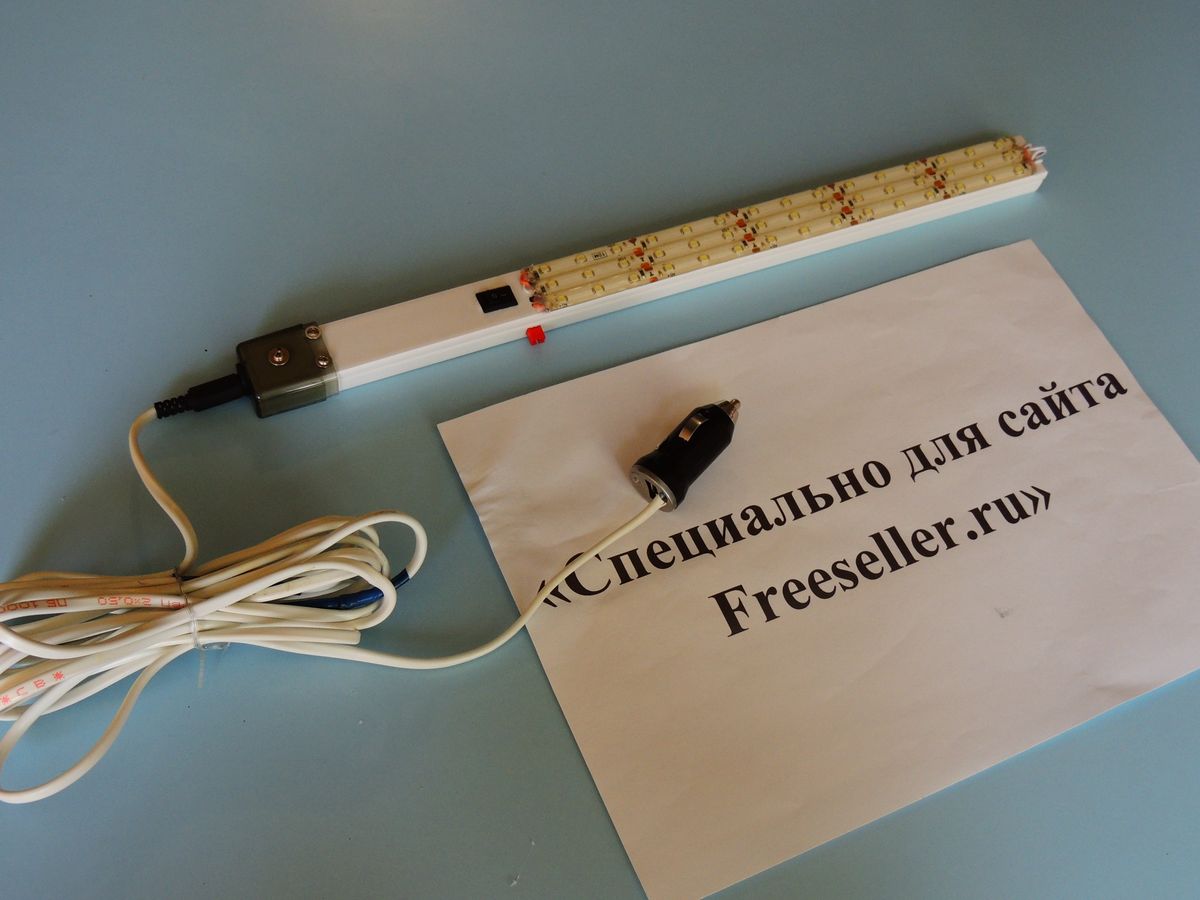 «Специально для сайта
Freeseller.ru»